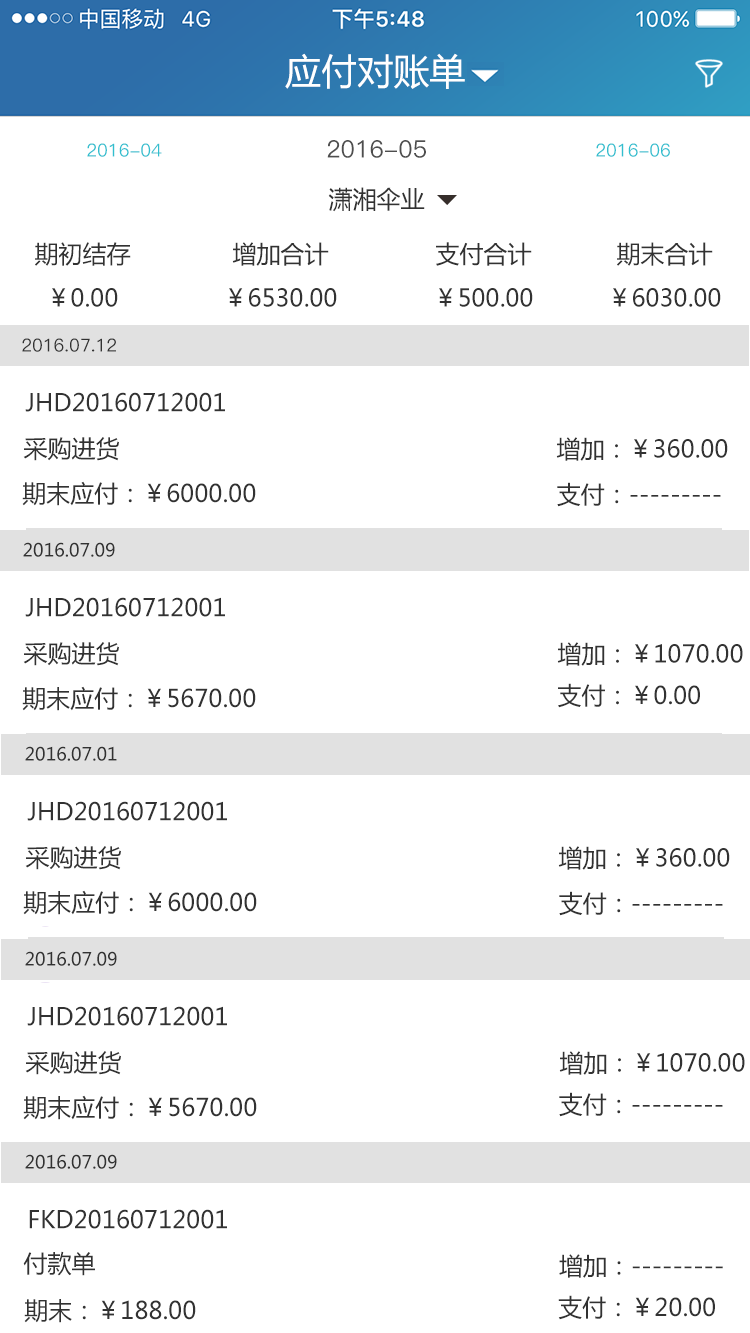 中国移动 4G 下午5:48 100%
应付对账单
2016-04 2016-05 2016-06
潇湘伞业
期初结存 增加合计 支付合计 期末合计
¥0.00 ¥6530.00 ¥500.00 ¥6030.00
2016.07.12
JHD20160712001
采购进货 增加：¥360.00
期末应付：¥6000.00 支付：---------
2016.07.09
JHD20160712001
采购进货 增加：¥1070.00
期末应付：¥5670.00 支付：¥0.00
2016.07.01
JHD20160712001
采购进货 增加：¥360.00
期末应付：¥6000.00 支付：---------
2016.07.09
JHD20160712001
采购进货 增加：¥1070.00
期末应付：¥5670.00 支付：---------
2016.07.09
FKD20160712001
付款单 增加：---------
期末：¥188.00 支付：¥20.00